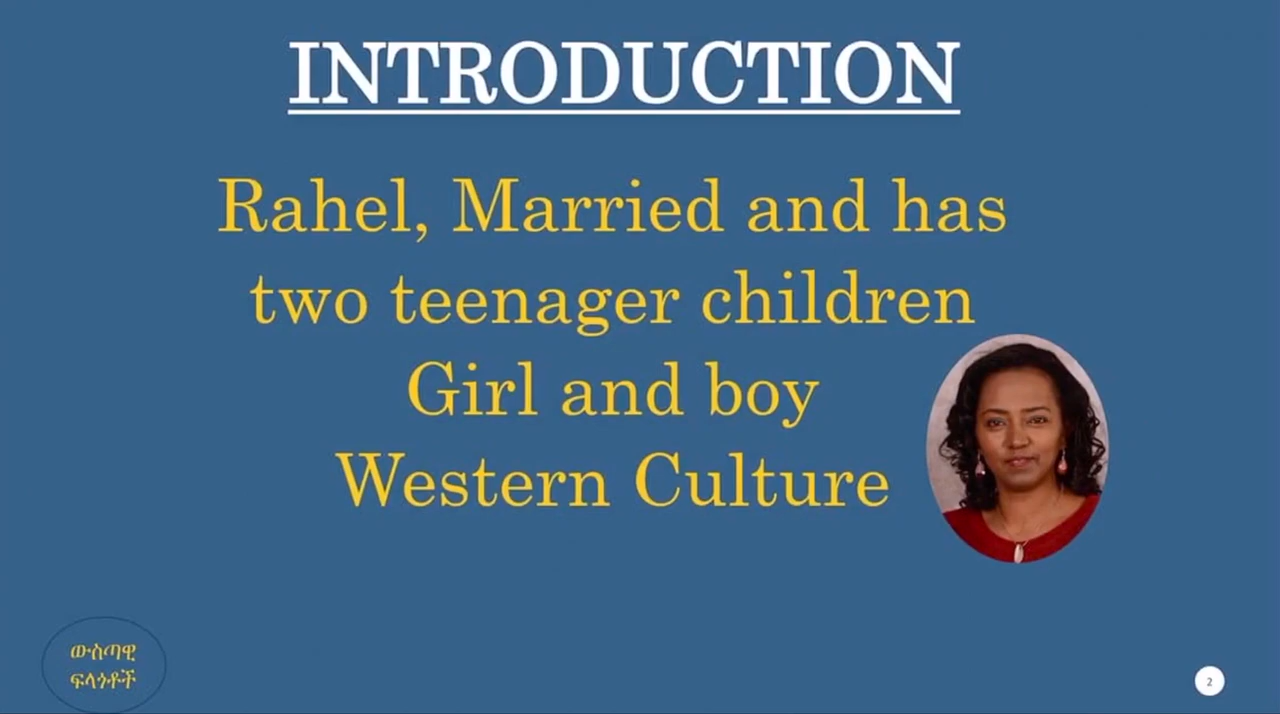 INTRODUCTION
Rahel, Married and has
two teenager children
Girl and boy
Western Culture
ውስጣዊ
ፍላጎቶች
2